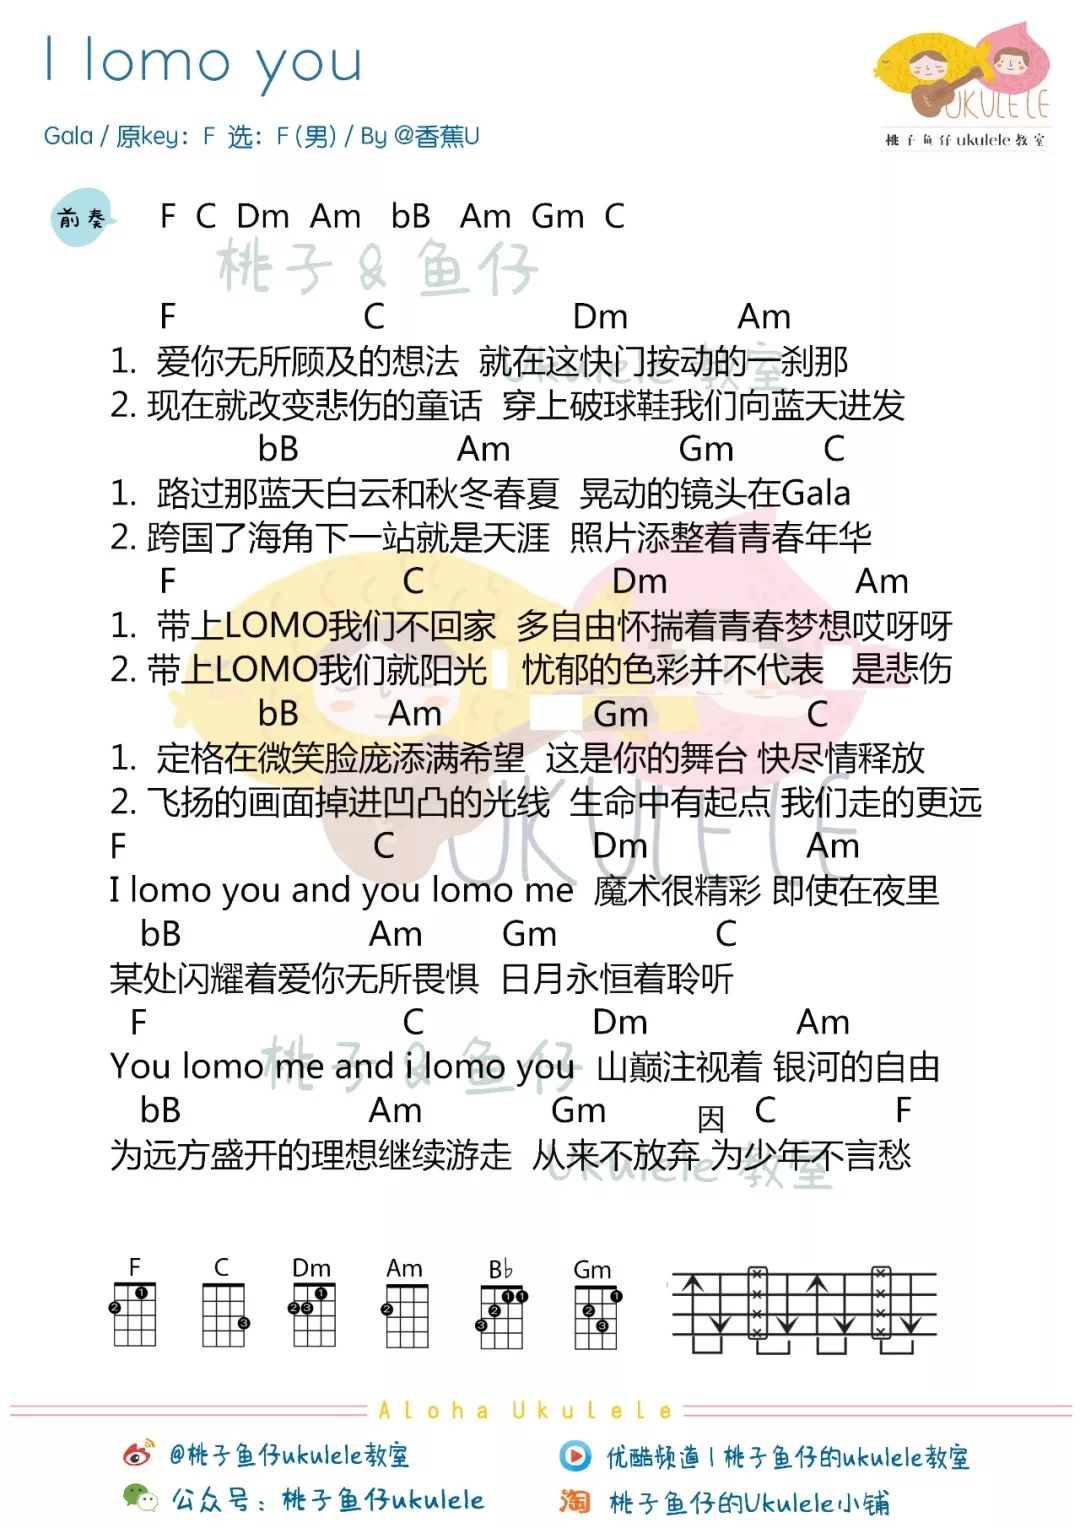 I lomo you
Gala / 原key：F 选：F (男) / By @香蕉U
UKULELE
桃子鱼仔ukulele教室
前奏 F C Dm Am bB Am Gm C
桃子&鱼仔
F C Dm Am
Ukulele 教室
1. 爱你无所顾及的想法 就在这快门按动的一刹那
2. 现在就改变悲伤的童话 穿上破球鞋我们向蓝天进发
bB Am Gm C
1. 路过那蓝天白云和秋冬春夏 晃动的镜头在Gala
2. 跨国了海角下一站就是天涯 照片添整着青春年华
F C Dm Am
1. 带上LOMO我们不回家 多自由怀揣着青春梦想哎呀呀
2. 带上LOMO我们就阳光 忧郁的色彩并不代表 是悲伤
bB Am Gm C
1. 定格在微笑脸庞添满希望 这是你的舞台 快尽情释放
2. 飞扬的画面掉进凹凸的光线 生命中有起点 我们走的更远
UKULELE
F C Dm Am
I lomo you and you lomo me 魔术很精彩 即使在夜里
bB Am Gm C
某处闪耀着爱你无所畏惧 日月永恒着聆听
F C Dm Am
桃子&鱼仔
You lomo me and i lomo you 山巅注视着 银河的自由
bB Am Gm 因 C F
为远方盛开的理想继续游走 从来不放弃 为少年不言愁
Ukulele 教室
F C Dm Am B♭ Gm
Aloha Ukulele
@桃子鱼仔ukulele教室
优酷频道 | 桃子鱼仔的ukulele教室
公众号：桃子鱼仔ukulele
淘 桃子鱼仔的Ukulele小铺